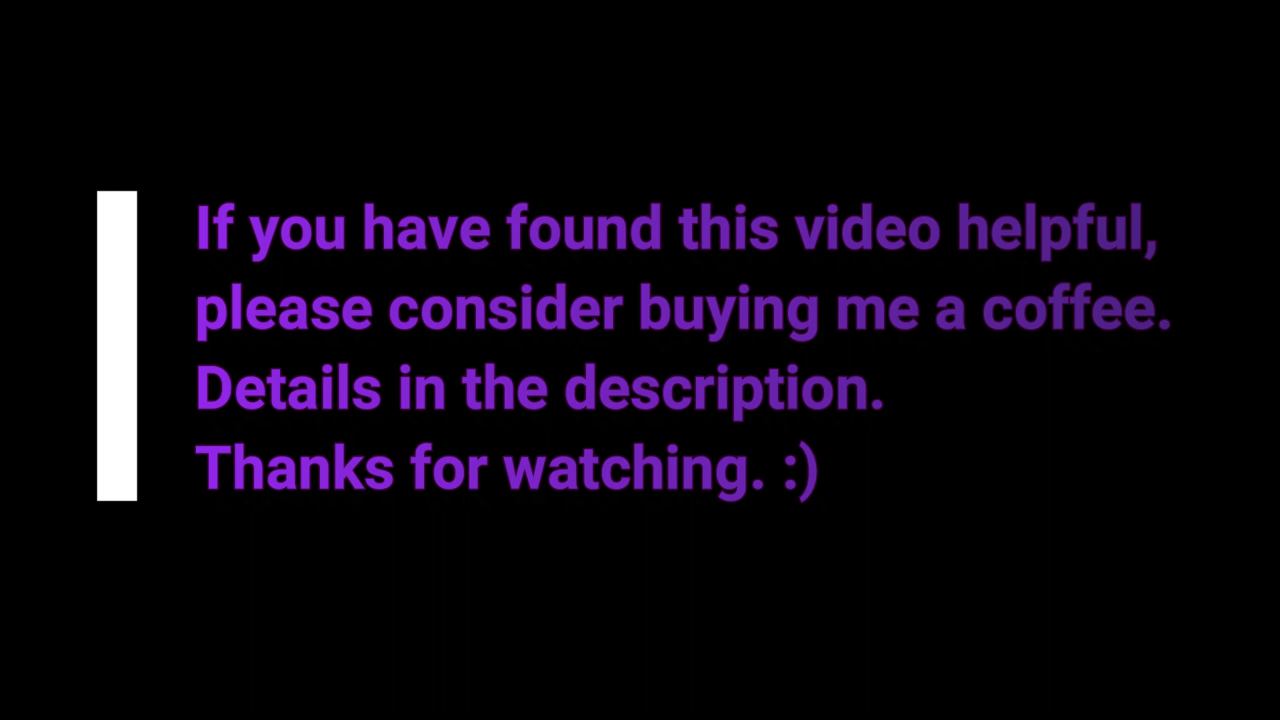 If you have found this video helpful,
please consider buying me a coffee.
Details in the description.
Thanks for watching. :)